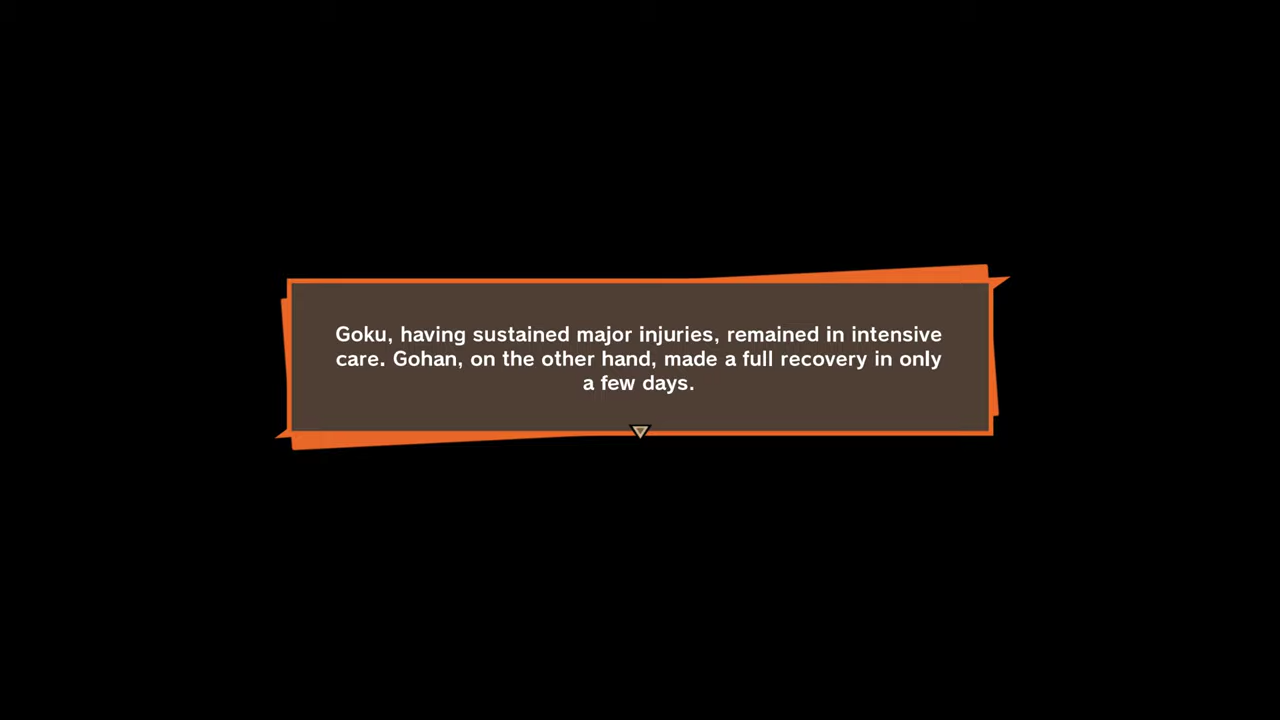 Goku, having sustained major injuries, remained in intensive
care. Gohan, on the other hand, made a full recovery in only
a few days.